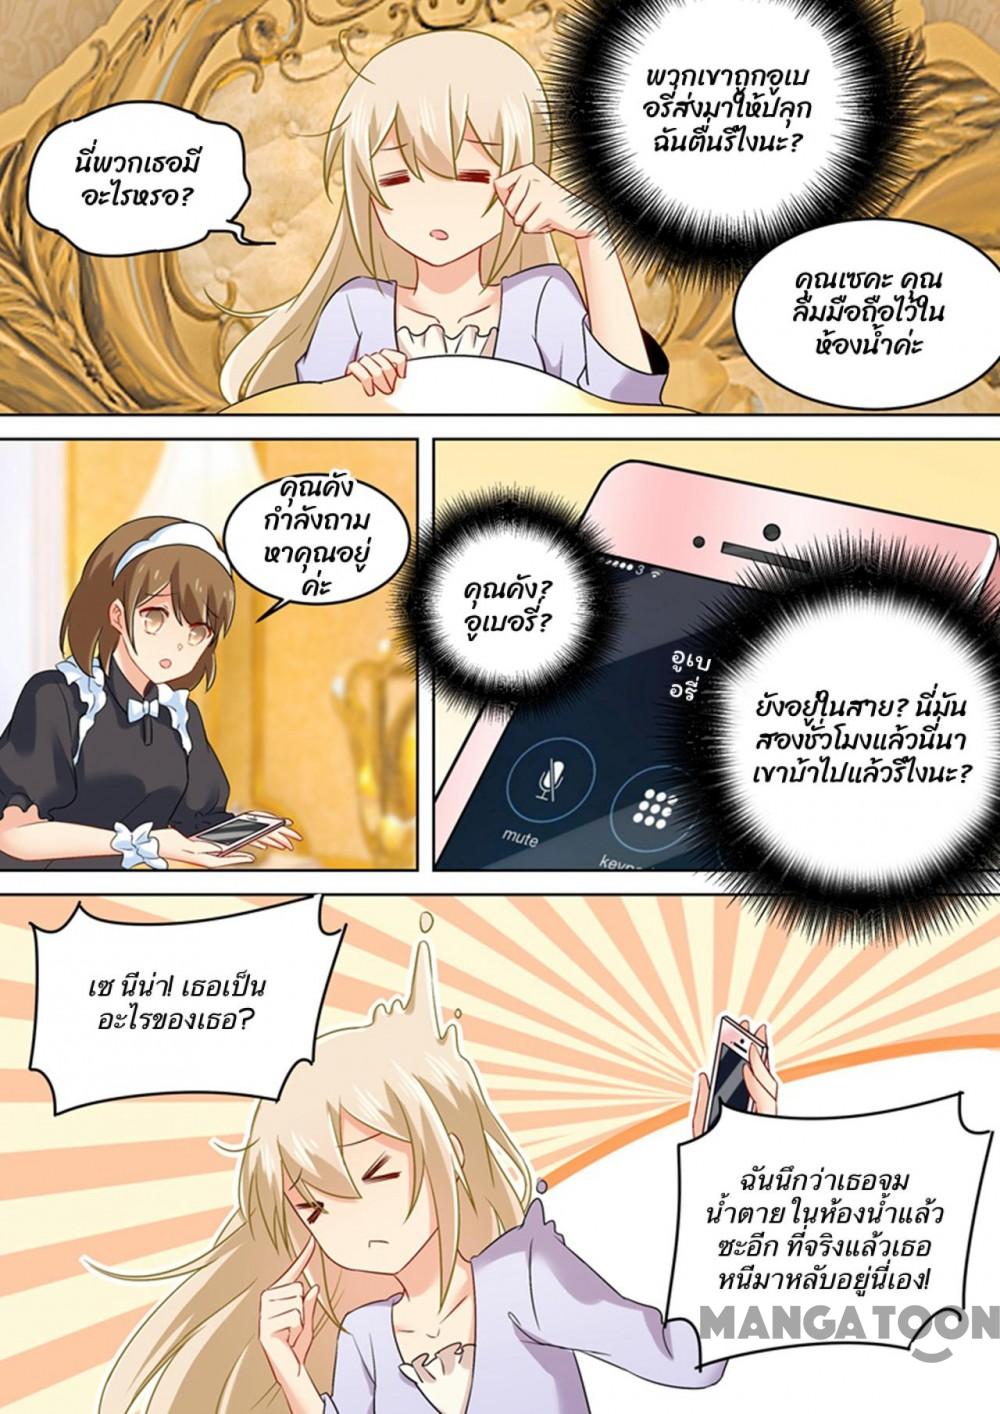 นี่พวกเธอมี
อะไรหรอ?
พวกเขาถูกอูเบ
อรี่ส่งมาให้ปลุก
ฉันตื่นรึไงนะ?
คุณเซคะ คุณ
ลืมมือถือไว้ใน
ห้องน้ำค่ะ
คุณคัง
กำลังถาม
หาคุณอยู่
ค่ะ
คุณคัง?
อูเบอรี่?
3
อูเบ
อรี่
mute
ยังอยู่ในสาย? นี่มัน
สองชั่วโมงแล้วนี่นา
เขาบ้าไปแล้วรึไงนะ?
เซ นีน่า! เธอเป็น
อะไรของเธอ?
ฉันนึกว่าเธอจม
น้ำตาย ในห้องน้ำแล้ว
ซะอีก ที่จริงแล้วเธอ
หนีมาหลับอยู่นี่เอง!
MANGATOON